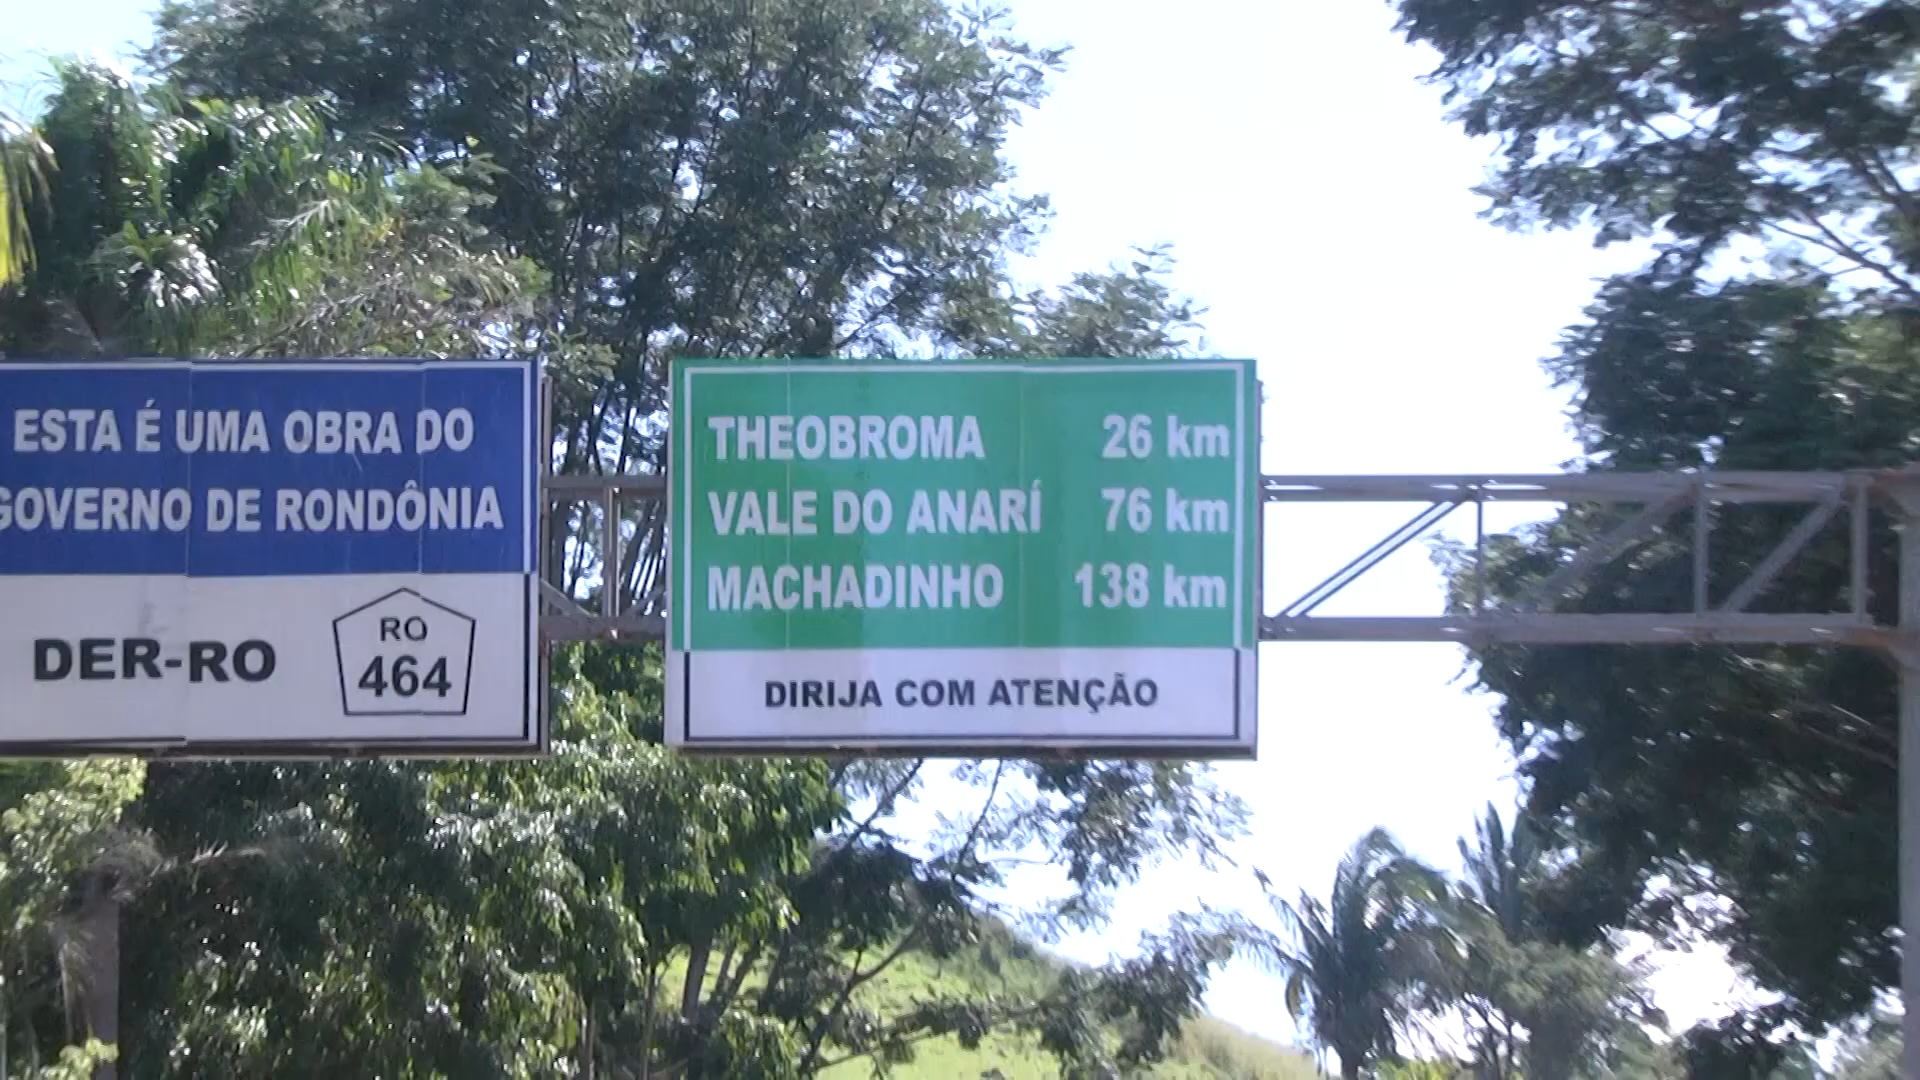 ESTA É UMA OBRA DO
GOVERNO DE RONDÔNIA
DER-RO
RO
464
THEOBROMA 26 km
VALE DO ANARÍ 76 km
MACHADINHO 138 km
DIRIJA COM ATENÇÃO